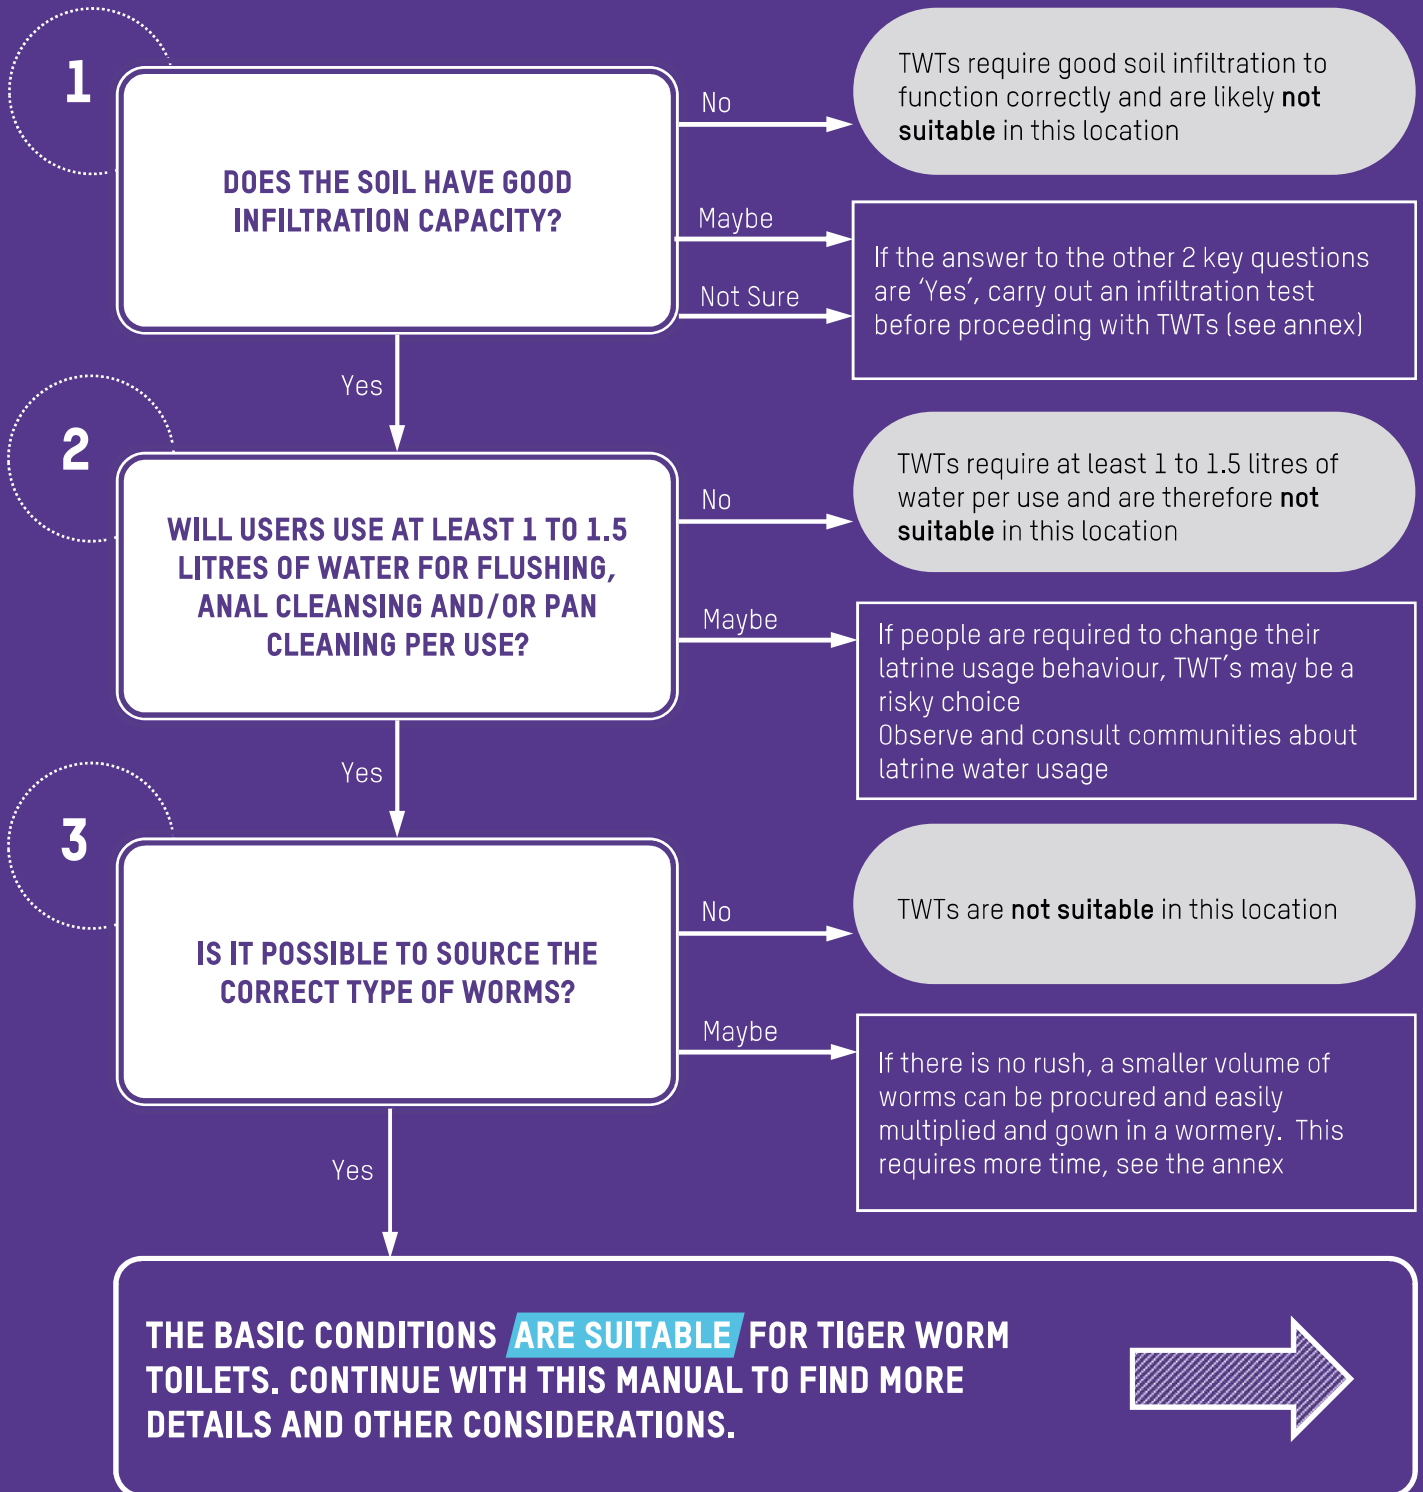 1
DOES THE SOIL HAVE GOOD
INFILTRATION CAPACITY?
No
TWTs require good soil infiltration to
function correctly and are likely not
suitable in this location
Maybe
Not Sure
If the answer to the other 2 key questions
are ‘Yes’, carry out an infiltration test
before proceeding with TWTs (see annex)
Yes
2
WILL USERS USE AT LEAST 1 TO 1.5
LITRES OF WATER FOR FLUSHING,
ANAL CLEANSING AND/OR PAN
CLEANING PER USE?
No
TWTs require at least 1 to 1.5 litres of
water per use and are therefore not
suitable in this location
Maybe
If people are required to change their
latrine usage behaviour, TWT's may be a
risky choice
Observe and consult communities about
latrine water usage
Yes
3
IS IT POSSIBLE TO SOURCE THE
CORRECT TYPE OF WORMS?
No
TWTs are not suitable in this location
Maybe
If there is no rush, a smaller volume of
worms can be procured and easily
multiplied and gown in a wormery. This
requires more time, see the annex
Yes
THE BASIC CONDITIONS ARE SUITABLE FOR TIGER WORM
TOILETS. CONTINUE WITH THIS MANUAL TO FIND MORE
DETAILS AND OTHER CONSIDERATIONS.